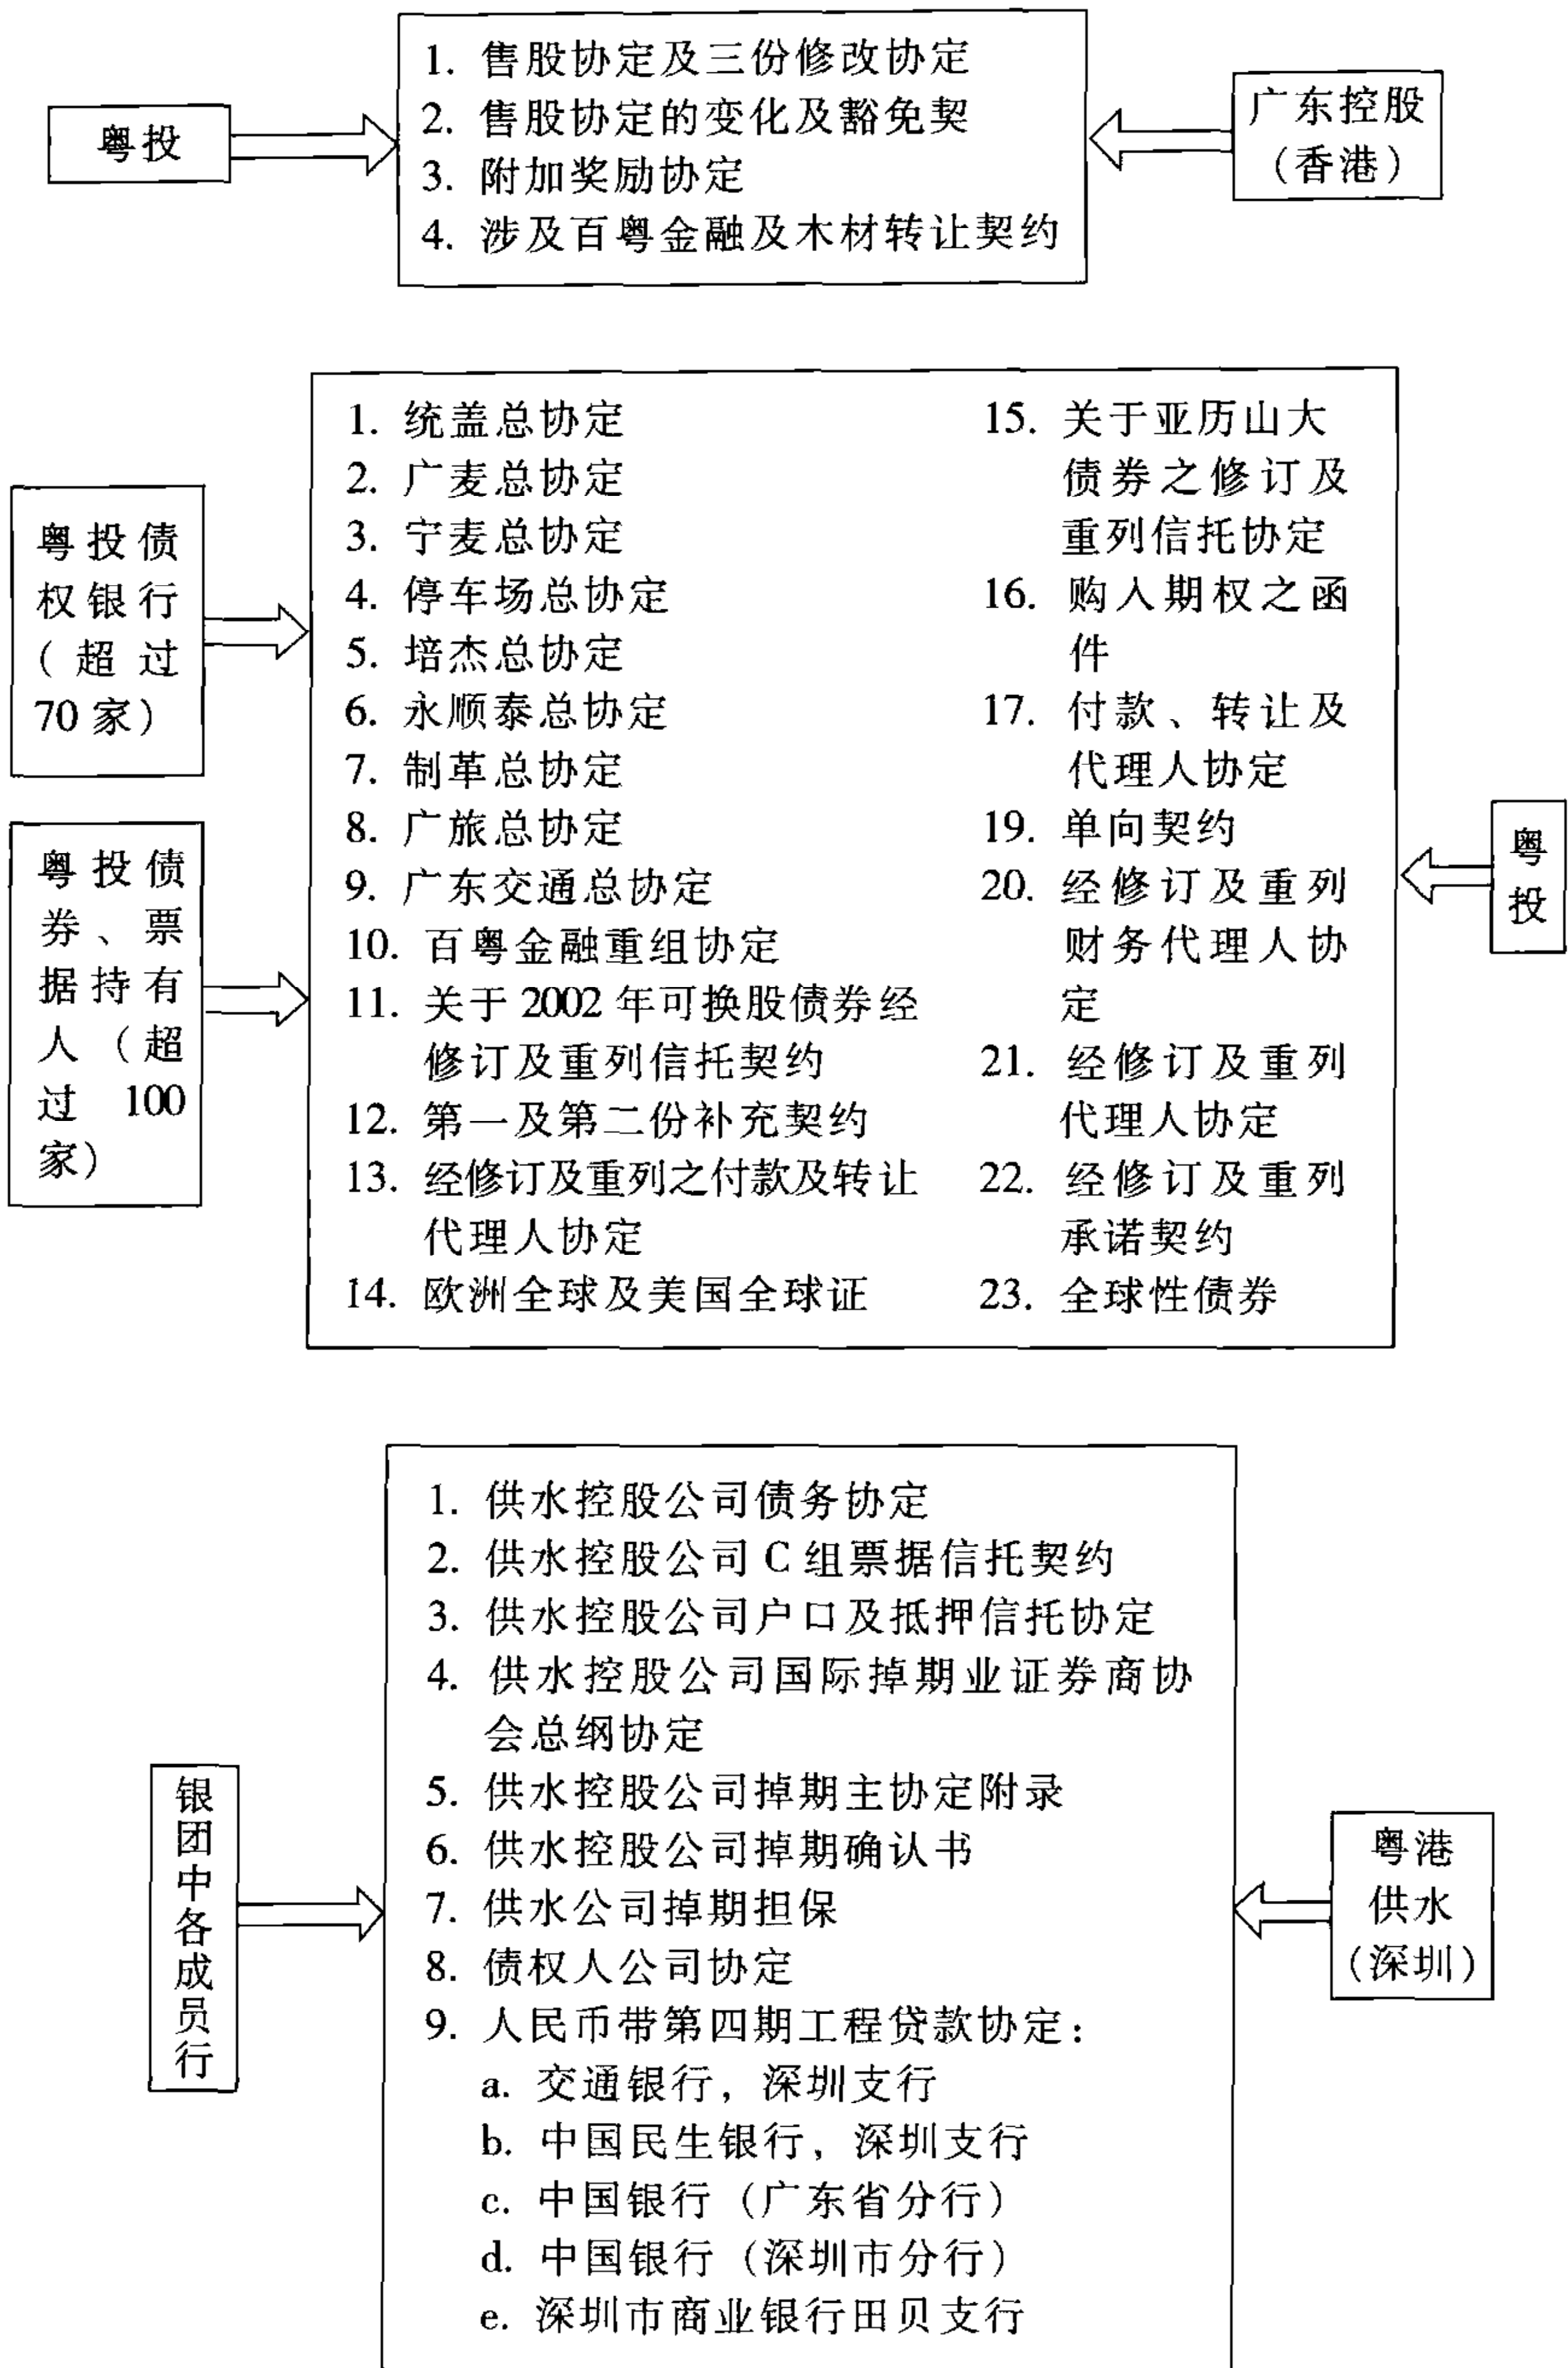 粤投
1. 售股协定及三份修改协定
2. 售股协定的变化及豁免契
3. 附加奖励协定
4. 涉及百粤金融及木材转让契约
广东控股
（香港）
粤投债
权银行
（超过
70家）
粤投债
券、票
据持有
人（超
过 100
家）
1. 统盖总协定
2. 广麦总协定
3. 宁麦总协定
4. 停车场总协定
5. 培杰总协定
6. 永顺泰总协定
7. 制革总协定
8. 广旅总协定
9. 广东交通总协定
10. 百粤金融重组协定
11. 关于2002年可换股债券经
修订及重列信托契约
12. 第一及第二份补充契约
13. 经修订及重列之付款及转让
代理人协定
14. 欧洲全球及美国全球证
15. 关于亚历山大
债券之修订及
重列信托协定
16. 购入期权之函
件
17. 付款、转让及
代理人协定
19. 单向契约
20. 经修订及重列
财务代理人协
定
21. 经修订及重列
代理人协定
22. 经修订及重列
承诺契约
23. 全球性债券
粤
投
银
团
中
各
成
员
行
1. 供水控股公司债务协定
2. 供水控股公司C组票据信托契约
3. 供水控股公司户口及抵押信托协定
4. 供水控股公司国际掉期业证券商协
会总纲协定
5. 供水控股公司掉期主协定附录
6. 供水控股公司掉期确认书
7. 供水公司掉期担保
8. 债权人公司协定
9. 人民币带第四期工程贷款协定：
a. 交通银行，深圳支行
b. 中国民生银行，深圳支行
c. 中国银行（广东省分行）
d. 中国银行（深圳市分行）
e. 深圳市商业银行田贝支行
粤港
供水
（深圳）